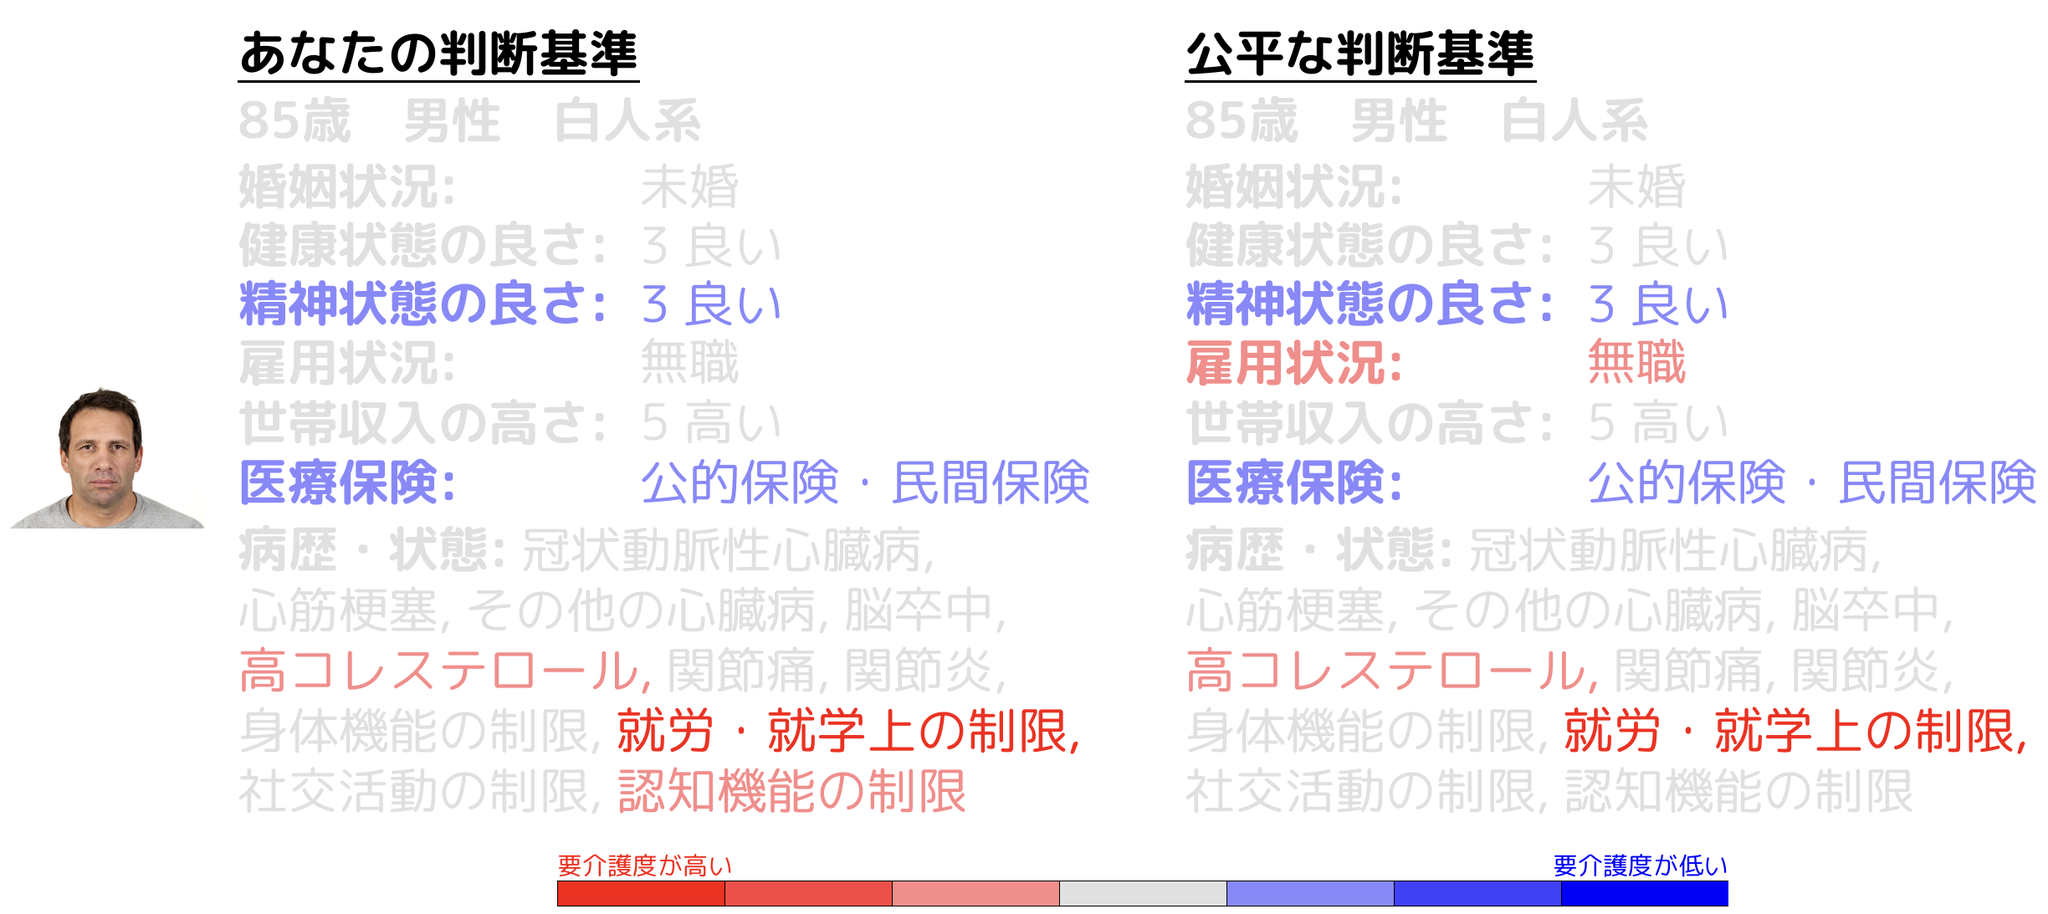 あなたの判断基準
85歳　男性　白人系
婚姻状況: 未婚
健康状態の良さ: 3 良い
精神状態の良さ: 3 良い
雇用状況: 無職
世帯収入の高さ: 5 高い
医療保険: 公的保険・民間保険
病歴・状態: 冠状動脈性心臓病,
心筋梗塞, その他の心臓病, 脳卒中,
高コレステロール, 関節痛, 関節炎,
身体機能の制限, 就労・就学上の制限,
社交活動の制限, 認知機能の制限
公平な判断基準
85歳　男性　白人系
婚姻状況: 未婚
健康状態の良さ: 3 良い
精神状態の良さ: 3 良い
雇用状況: 無職
世帯収入の高さ: 5 高い
医療保険: 公的保険・民間保険
病歴・状態: 冠状動脈性心臓病,
心筋梗塞, その他の心臓病, 脳卒中,
高コレステロール, 関節痛, 関節炎,
身体機能の制限, 就労・就学上の制限,
社交活動の制限, 認知機能の制限
要介護度が高い
要介護度が低い